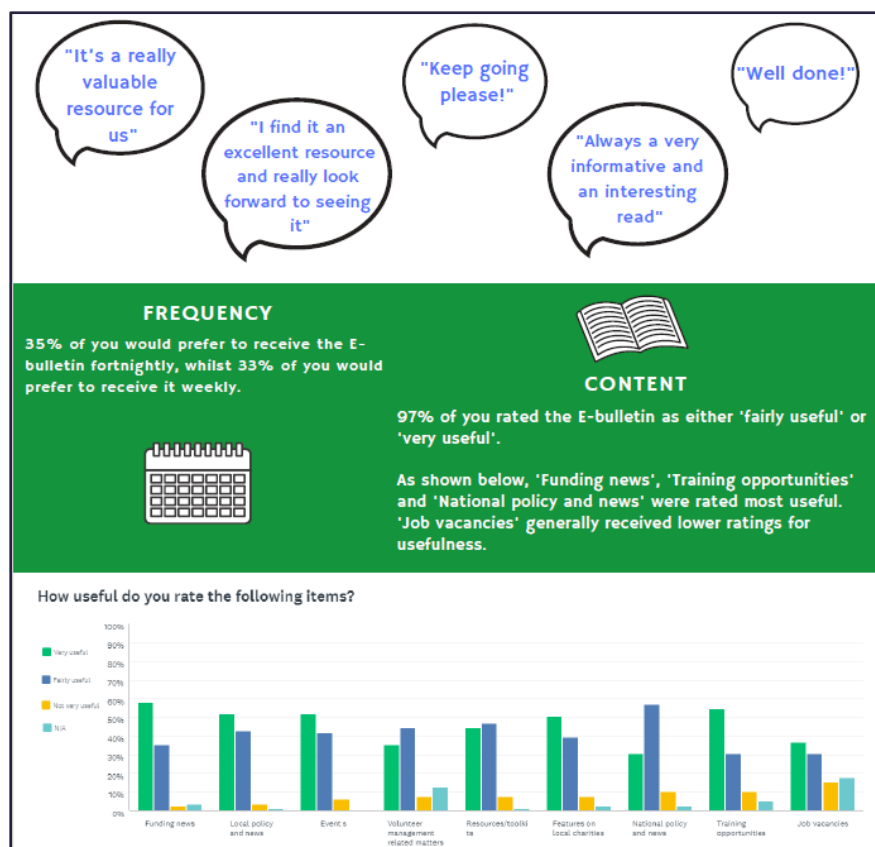 "It's a really
valuable
resource for
us"
"I find it an
excellent resource
and really look
forward to seeing
it"
"Keep going
please!"
"Always a very
informative and
an interesting
read"
"Well done!"
FREQUENCY
35% of you would prefer to receive the E-
bulletin fortnightly, whilst 33% of you would
prefer to receive it weekly.
CONTENT
97% of you rated the E-bulletin as either 'fairly useful' or
'very useful'.
As shown below, 'Funding news', 'Training opportunities'
and 'National policy and news' were rated most useful.
'Job vacancies' generally received lower ratings for
usefulness.
How useful do you rate the following items?
Very useful
Fairly useful
Not very useful
N/A
100%
90%
80%
70%
60%
50%
40%
30%
20%
10%
0%
Funding news
Local policy
and news
Events
Volunteer
management
related matters
Resources/toolki
ts
Features on
local charities
National policy
and news
Training
opportunities
Job vacancies